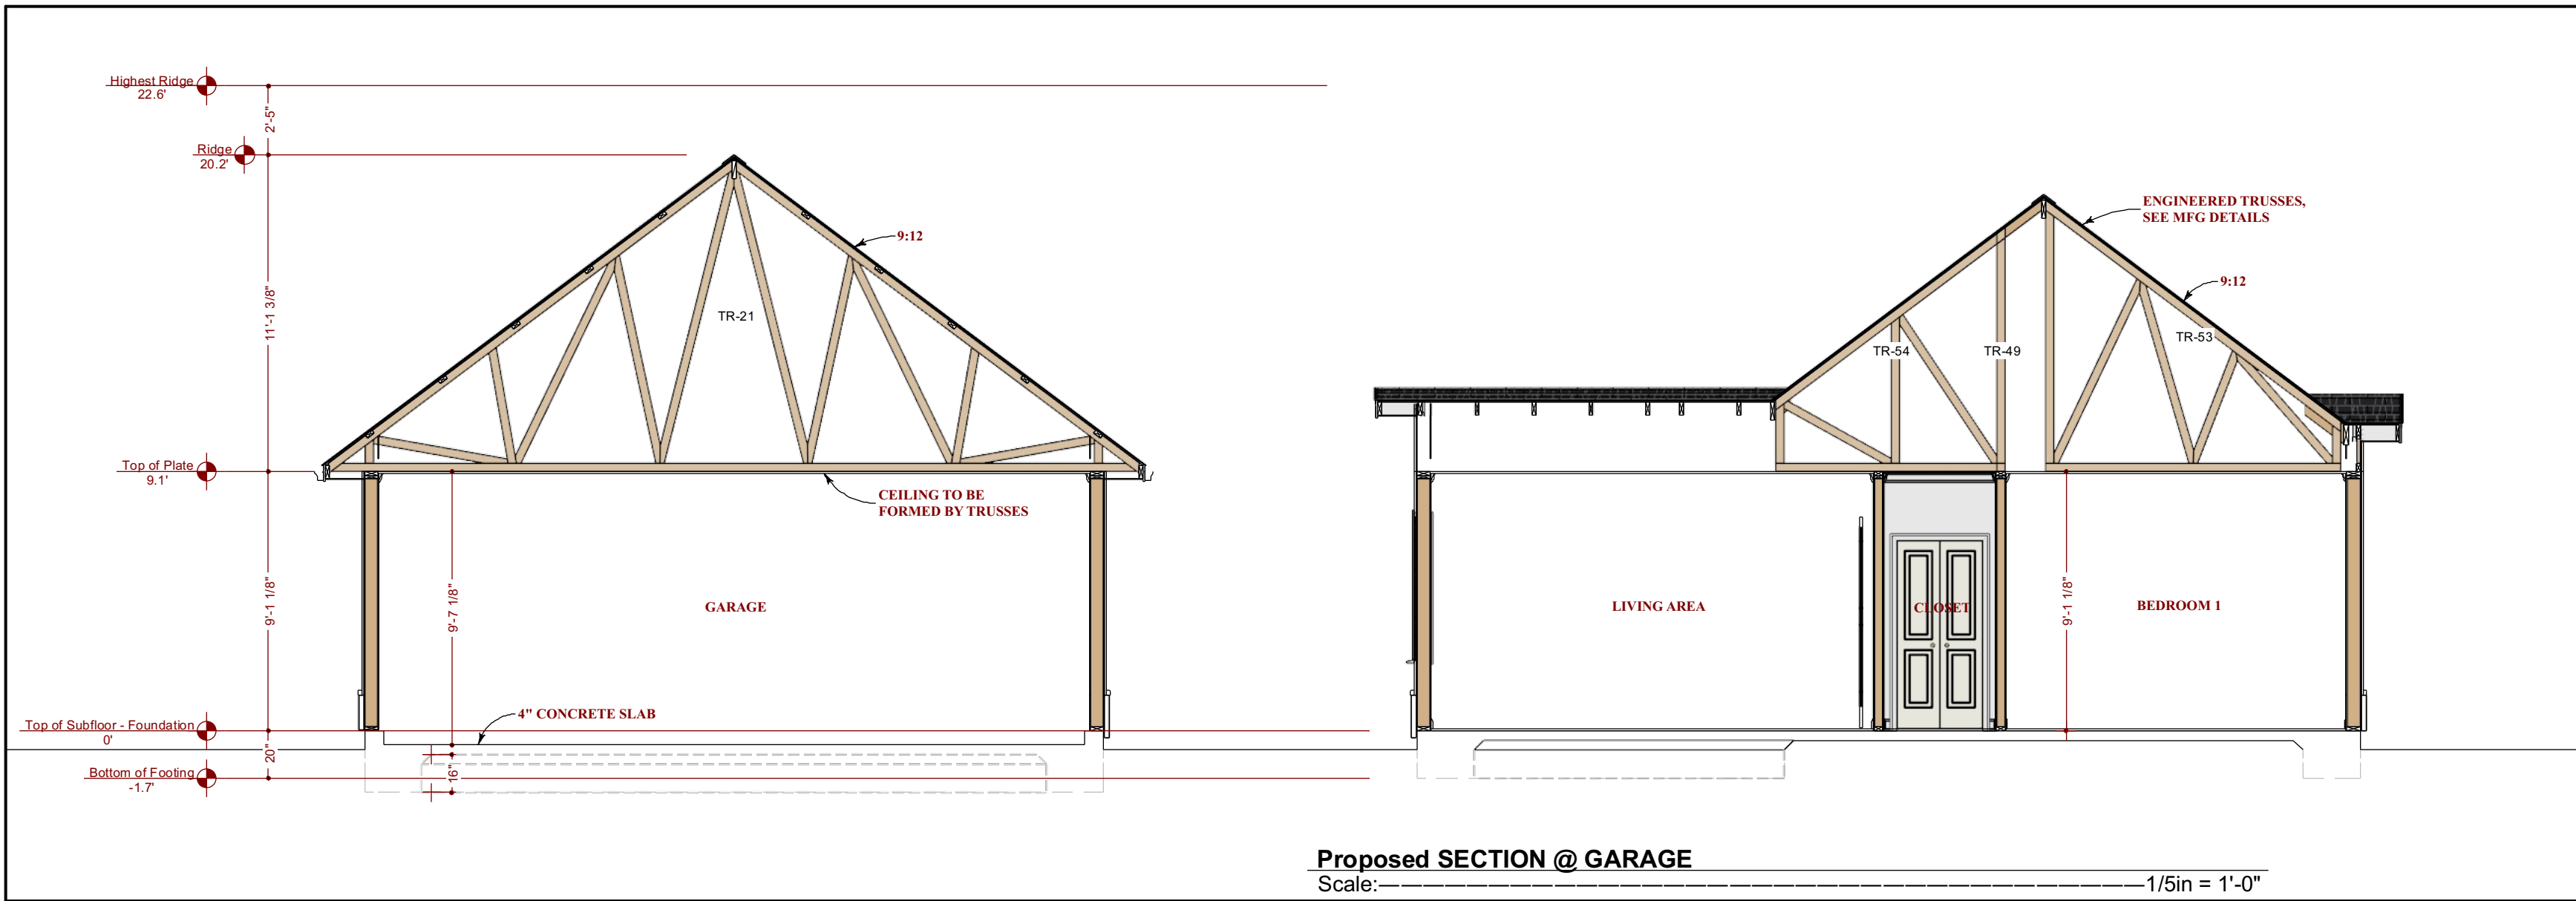 Highest Ridge
22.6'
2'-5"
Ridge
20.2'
11'-1 3/8"
9:12
TR-21
Top of Plate
9.1'
CEILING TO BE
FORMED BY TRUSSES
9'-1 1/8"
9'-7 1/8"
GARAGE
4" CONCRETE SLAB
Top of Subfloor - Foundation
0'
20"
16"
Bottom of Footing
-1.7'
ENGINEERED TRUSSES,
SEE MFG DETAILS
9:12
TR-53
TR-54
TR-49
LIVING AREA
CLOSET
9'-1 1/8"
BEDROOM 1
Proposed SECTION @ GARAGE
Scale:
1/5in = 1'-0"